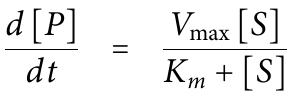 d [P] / dt = V_max [S] / K_m + [S]